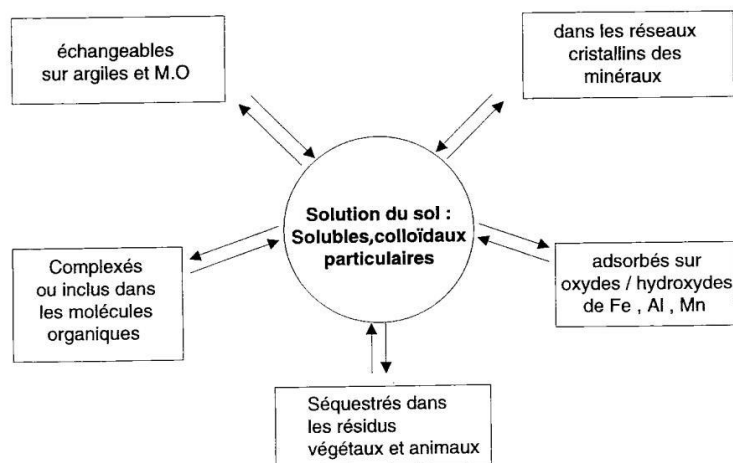 échangeables
sur argiles et M.O
dans les réseaux
cristallins des
minéraux
Solution du sol :
Solubles,colloïdaux
particulaires
Complexés
ou inclus dans
les molécules
organiques
adsorbés sur
oxydes / hydroxydes
de Fe , Al , Mn
Séquestrés dans
les résidus
végétaux et animaux